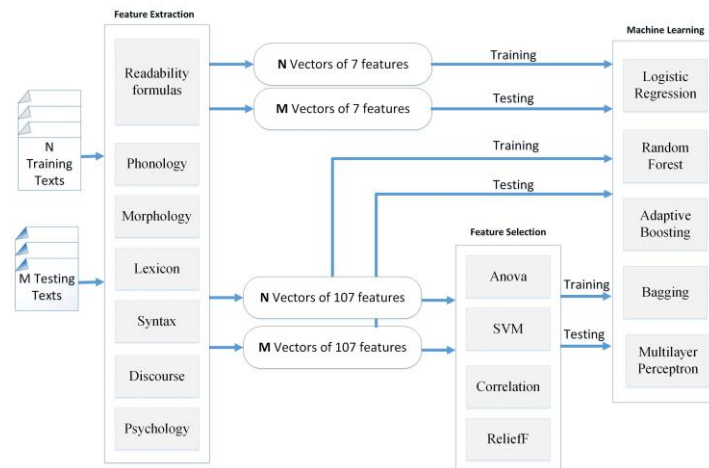 Feature Extraction
Machine Learning
Readability
formulas
Phonology
Morphology
Lexicon
Syntax
Discourse
Psychology
N
Training
Texts
M Testing
Texts
N Vectors of 7 features
M Vectors of 7 features
Training
Testing
Training
Testing
N Vectors of 107 features
M Vectors of 107 features
Feature Selection
Anova
SVM
Correlation
ReliefF
Training
Testing
Logistic
Regression
Random
Forest
Adaptive
Boosting
Bagging
Multilayer
Perceptron